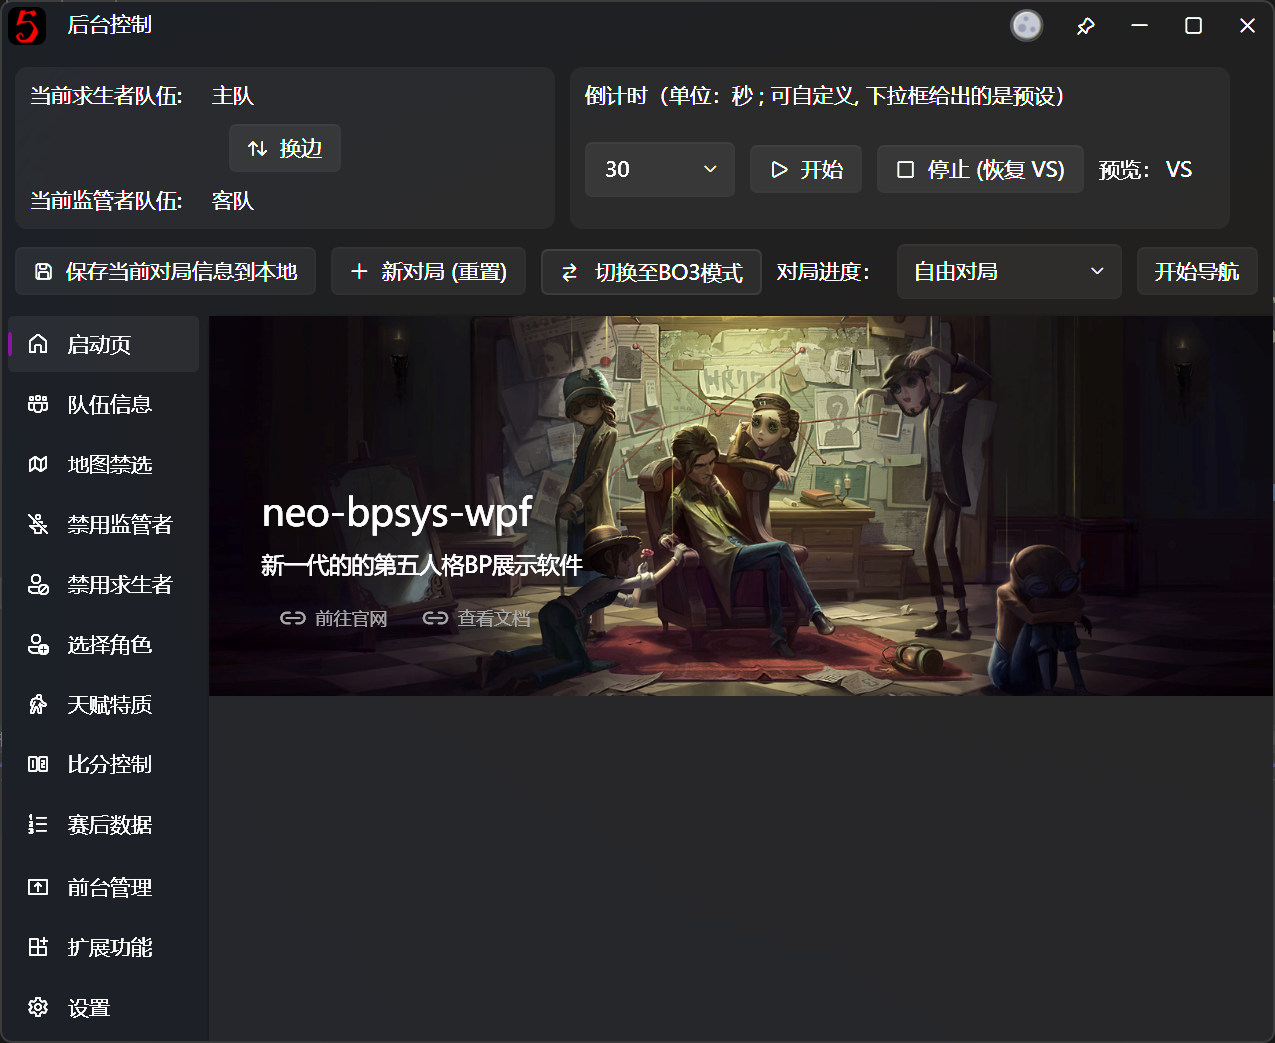 后台控制
当前求生者队伍: 主队
换边
当前监管者队伍: 客队
倒计时（单位：秒 ; 可自定义, 下拉框给出的是预设）
30 开始 停止 (恢复 VS) 预览： VS
保存当前对局信息到本地 新对局 (重置) 切换至BO3模式 对局进度： 自由对局 开始导航
启动页
队伍信息
地图禁选
禁用监管者
禁用求生者
选择角色
天赋特质
比分控制
赛后数据
前台管理
扩展功能
设置
neo-bpsys-wpf
新一代的的第五人格BP展示软件
前往官网 查看文档